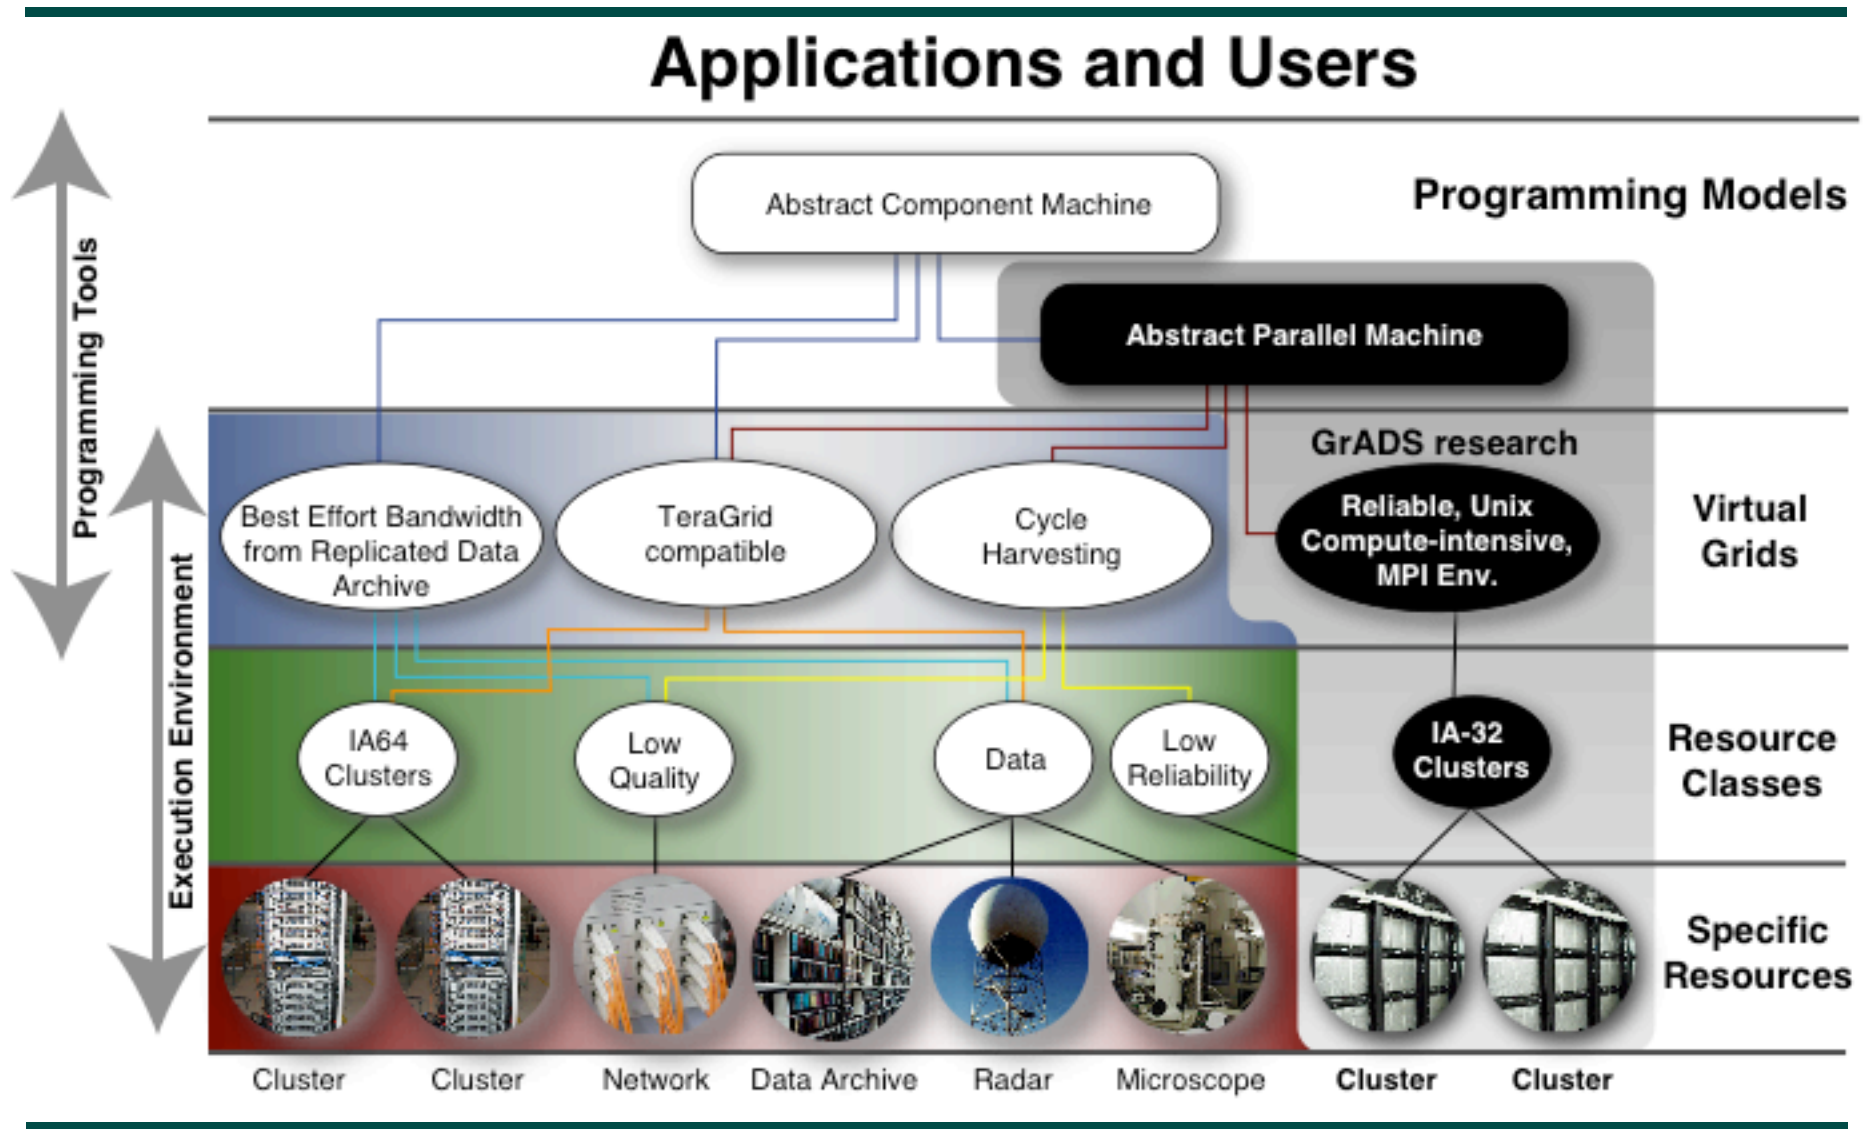 Applications and Users
Programming Models
Abstract Component Machine
Abstract Parallel Machine
Programming Tools
GrADS research
Best Effort Bandwidth
from Replicated Data
Archive
TeraGrid
compatible
Cycle
Harvesting
Reliable, Unix
Compute-intensive,
MPI Env.
Virtual
Grids
Execution Environment
IA64
Clusters
Low
Quality
Data
Low
Reliability
IA-32
Clusters
Resource
Classes
Specific
Resources
Cluster
Cluster
Network
Data Archive
Radar
Microscope
Cluster
Cluster